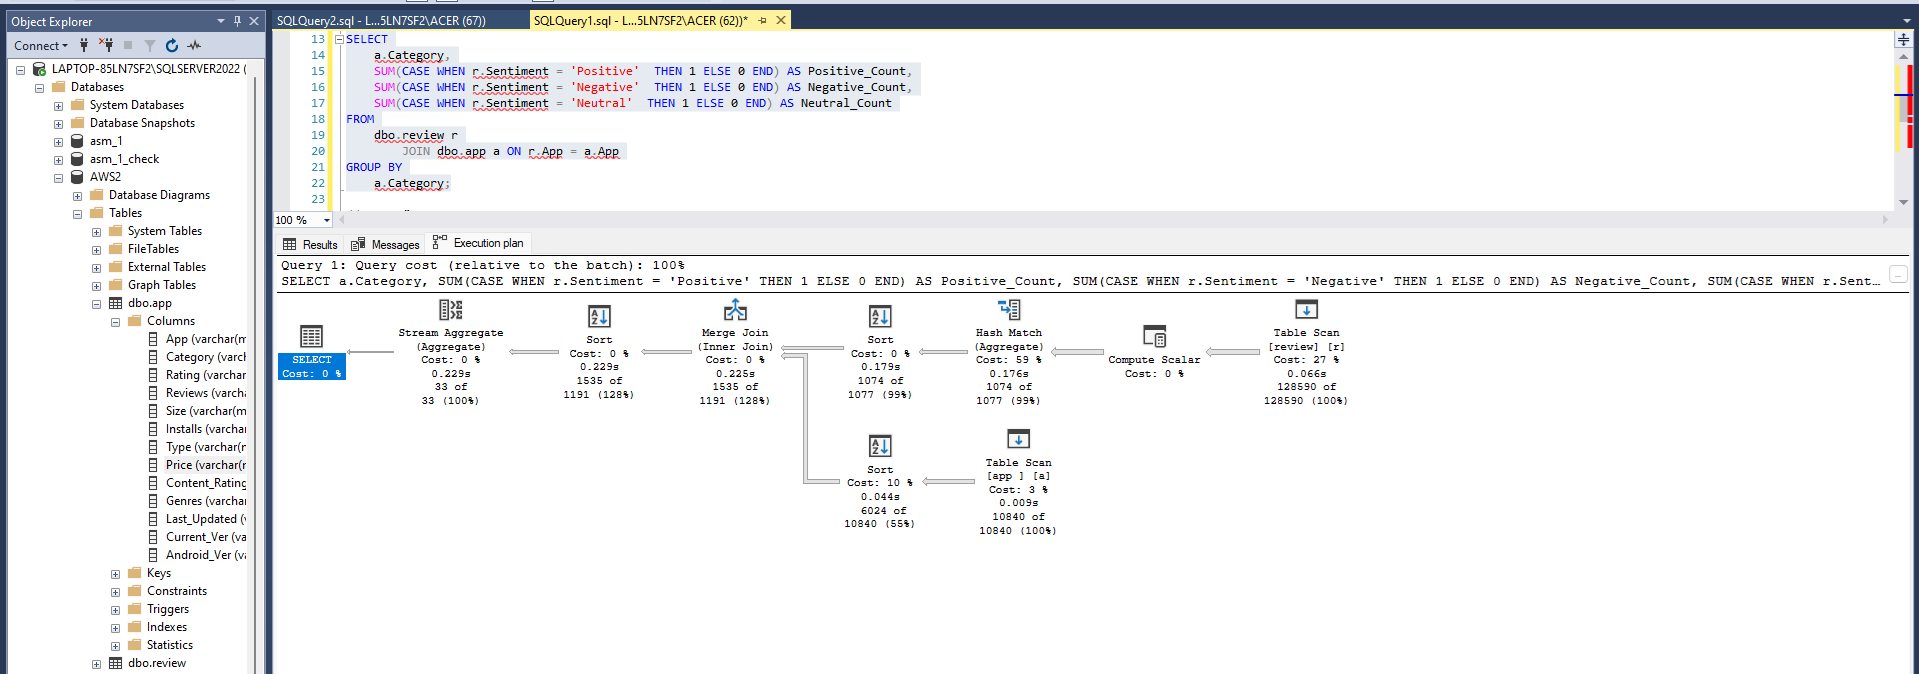 SQLQuery2.sql - L...5LN7SF2\ACER (67))
SQLQuery1.sql - L...5LN7SF2\ACER (62))*
Object Explorer
Connect
LAPTOP-85LN7SF2\SQLSERVER2022 (
Databases
System Databases
Database Snapshots
asm_1
asm_1_check
AWS2
Database Diagrams
Tables
System Tables
FileTables
External Tables
Graph Tables
dbo.app
Columns
App (varchar(m
Category (varch
Rating (varchar
Reviews (varcha
Size (varchar(m
Installs (varchar
Type (varchar(r
Price (varchar(r
Content_Rating
Genres (varchar
Last_Updated (v
Current_Ver (va
Android_Ver (va
Keys
Constraints
Triggers
Indexes
Statistics
dbo.review
13 SELECT
14 a.Category,
15 SUM(CASE WHEN r.Sentiment = 'Positive'  THEN 1 ELSE 0 END) AS Positive_Count,
16 SUM(CASE WHEN r.Sentiment = 'Negative'  THEN 1 ELSE 0 END) AS Negative_Count,
17 SUM(CASE WHEN r.Sentiment = 'Neutral'  THEN 1 ELSE 0 END) AS Neutral_Count
18 FROM
19 dbo.review r
20 JOIN dbo.app a ON r.App = a.App
21 GROUP BY
22 a.Category;
23
100 %
Results
Messages
Execution plan
Query 1: Query cost (relative to the batch): 100%
SELECT a.Category, SUM(CASE WHEN r.Sentiment = 'Positive' THEN 1 ELSE 0 END) AS Positive_Count, SUM(CASE WHEN r.Sentiment = 'Negative' THEN 1 ELSE 0 END) AS Negative_Count, SUM(CASE WHEN r.Sent...
SELECT
Cost: 0 %
Stream Aggregate
(Aggregate)
Cost: 0 %
0.229s
33 of
33 (100%)
Sort
Cost: 0 %
0.229s
1535 of
1191 (128%)
Merge Join
(Inner Join)
Cost: 0 %
0.225s
1535 of
1191 (128%)
Sort
Cost: 0 %
0.179s
1074 of
1077 (99%)
Hash Match
(Aggregate)
Cost: 59 %
0.176s
1074 of
1077 (99%)
Compute Scalar
Cost: 0 %
Table Scan
[review] [r]
Cost: 27 %
0.066s
128590 of
128590 (100%)
Sort
Cost: 10 %
0.044s
6024 of
10840 (55%)
Table Scan
[app ] [a]
Cost: 3 %
0.009s
10840 of
10840 (100%)